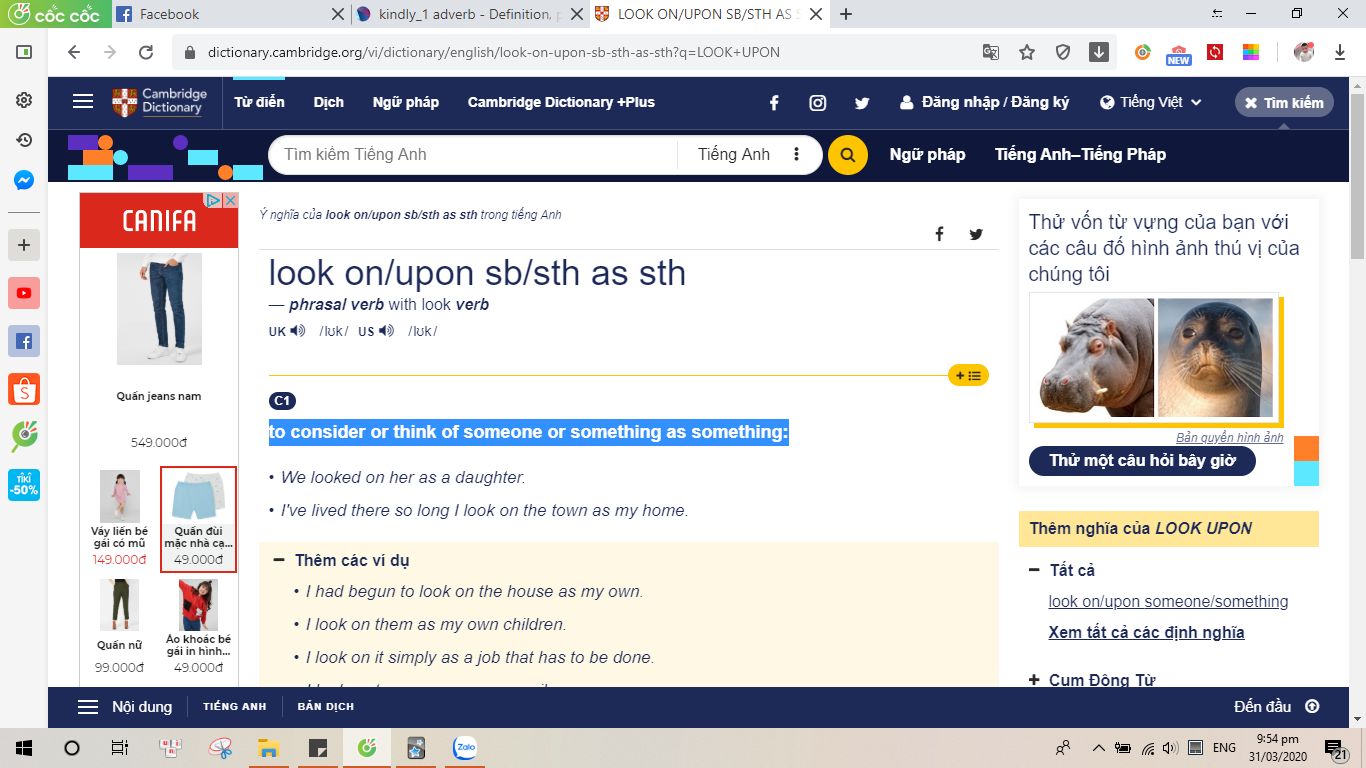 cốc cốc
Facebook
kindly_1 adverb - Definition, p
LOOK ON/UPON SB/STH AS S
dictionary.cambridge.org/vi/dictionary/english/look-on-upon-sb-sth-as-sth?q=LOOK+UPON
NEW
Cambridge
Dictionary
Từ điển
Dịch
Ngữ pháp
Cambridge Dictionary +Plus
Đăng nhập / Đăng ký
Tiếng Việt
Tìm kiếm
Tìm kiếm Tiếng Anh
Tiếng Anh
Ngữ pháp
Tiếng Anh–Tiếng Pháp
CANIFA
Quần jeans nam
549.000đ
Váy liền bé
gái có mũ
149.000đ
Quần đùi
mặc nhà cạ...
49.000đ
Quần nữ
99.000đ
Áo khoác bé
gái in hình...
49.000đ
TIKI
-50%
Ý nghĩa của look on/upon sb/sth as sth trong tiếng Anh
look on/upon sb/sth as sth
— phrasal verb with look verb
UK /lʊk/ US /lʊk/
C1
to consider or think of someone or something as something:
• We looked on her as a daughter.
• I've lived there so long I look on the town as my home.
Thêm các ví dụ
• I had begun to look on the house as my own.
• I look on them as my own children.
• I look on it simply as a job that has to be done.
Thử vốn từ vựng của bạn với
các câu đố hình ảnh thú vị của
chúng tôi
Bản quyền hình ảnh
Thử một câu hỏi bây giờ
Thêm nghĩa của LOOK UPON
Tất cả
look on/upon someone/something
Xem tất cả các định nghĩa
Cụm Động Từ
Nội dung
TIẾNG ANH
BẢN DỊCH
Đến đầu
Zalo
ENG
9:54 pm
31/03/2020
21